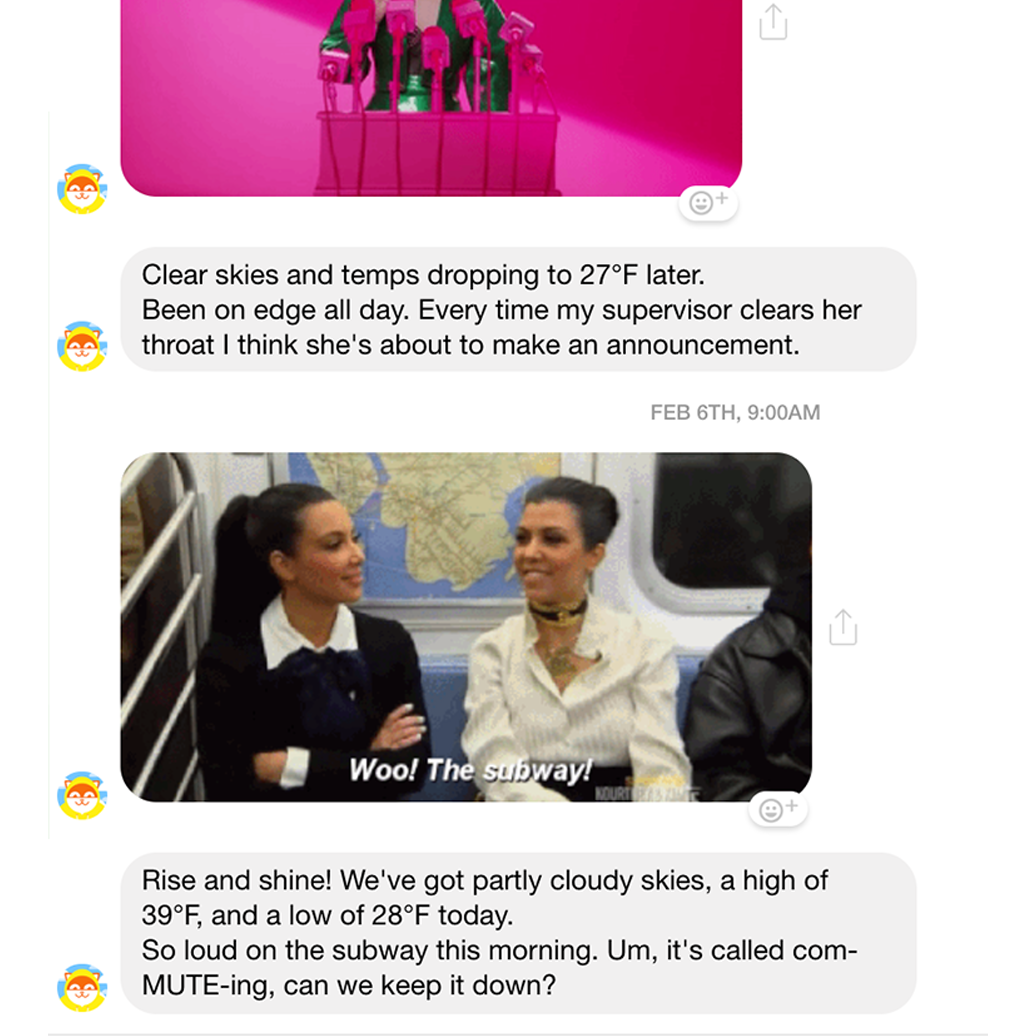 Clear skies and temps dropping to 27°F later.
Been on edge all day. Every time my supervisor clears her
throat I think she's about to make an announcement.
FEB 6TH, 9:00AM
Woo! The subway!
Rise and shine! We've got partly cloudy skies, a high of
39°F, and a low of 28°F today.
So loud on the subway this morning. Um, it's called com-
MUTE-ing, can we keep it down?